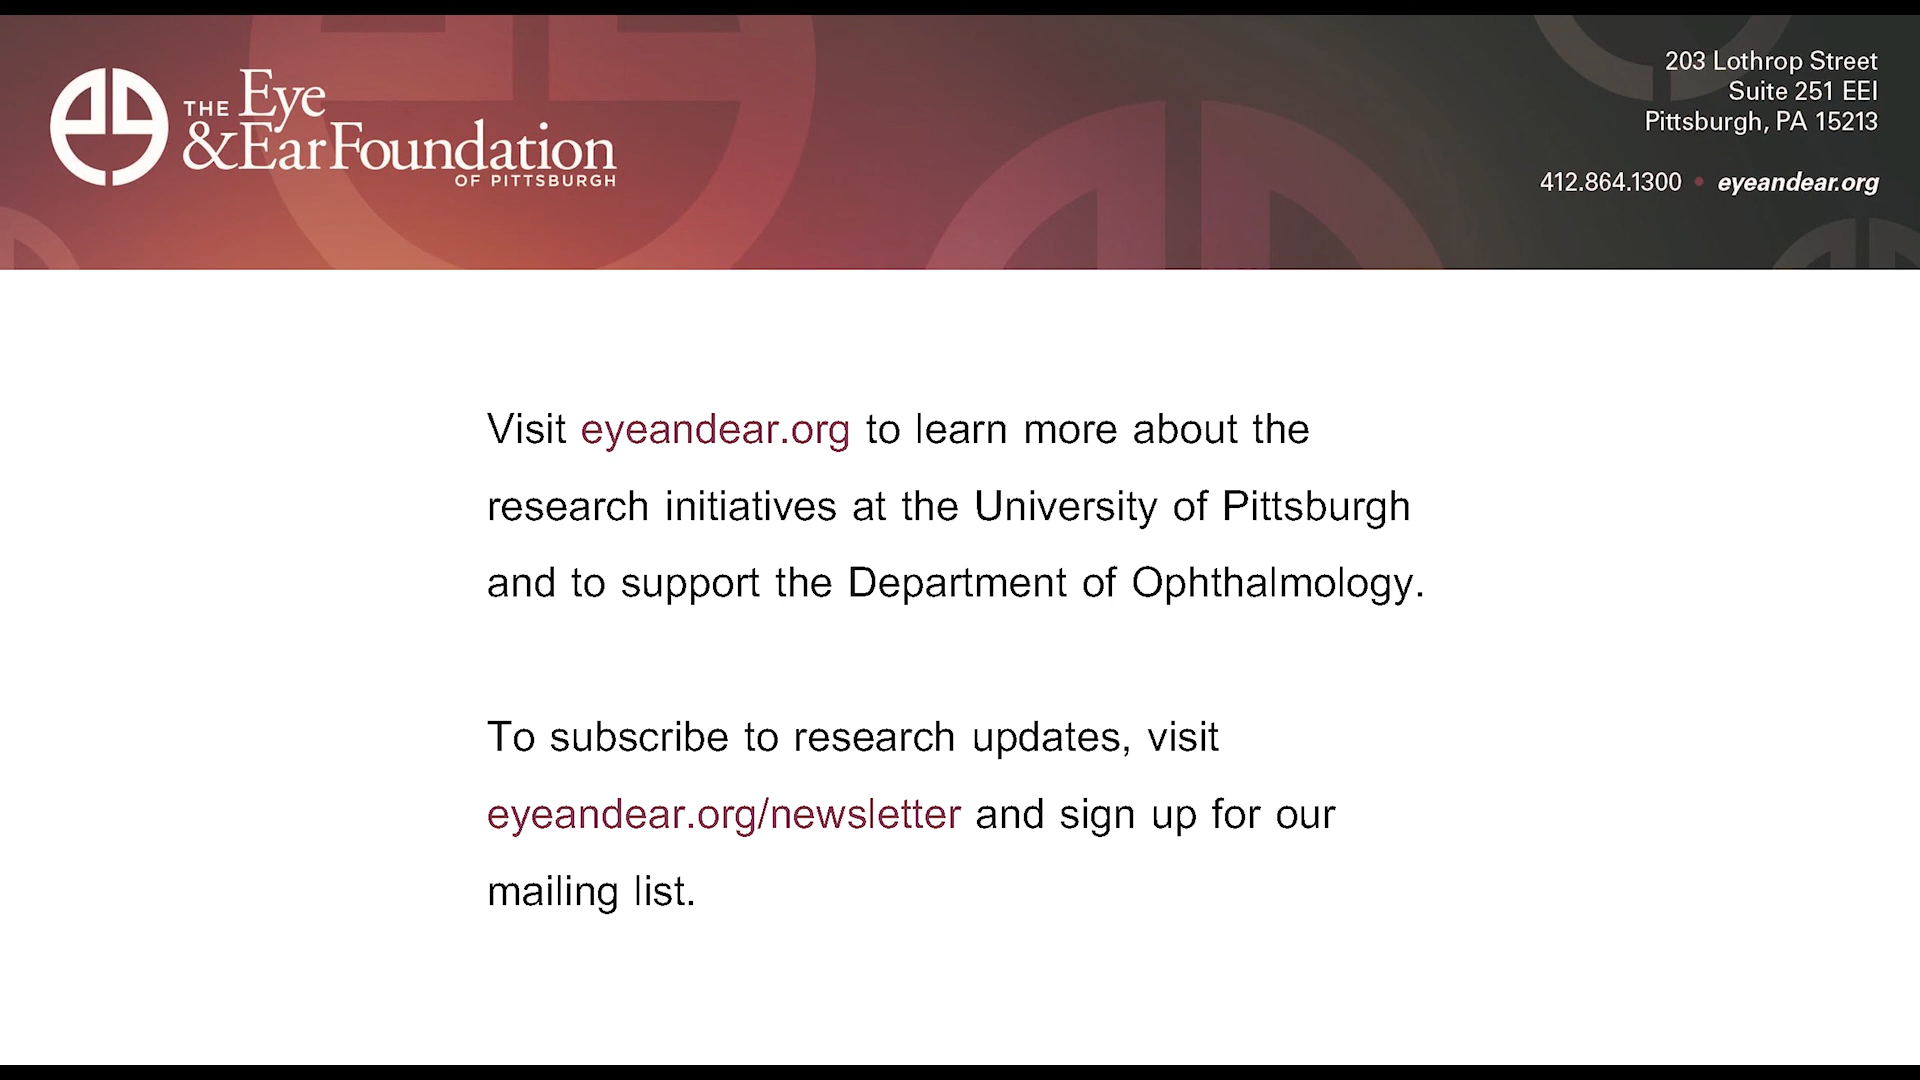 THE Eye
& Ear Foundation
OF PITTSBURGH
203 Lothrop Street
Suite 251 EEI
Pittsburgh, PA 15213
412.864.1300 • eyeandear.org
Visit eyeandear.org to learn more about the
research initiatives at the University of Pittsburgh
and to support the Department of Ophthalmology.
To subscribe to research updates, visit
eyeandear.org/newsletter and sign up for our
mailing list.